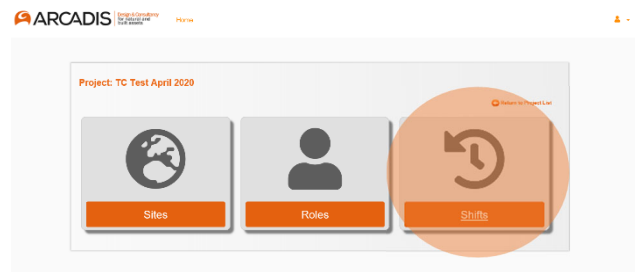 ARCADIS
Design & Consultancy
for natural and
built assets
Home
Project: TC Test April 2020
Return to Project List
Sites
Roles
Shifts